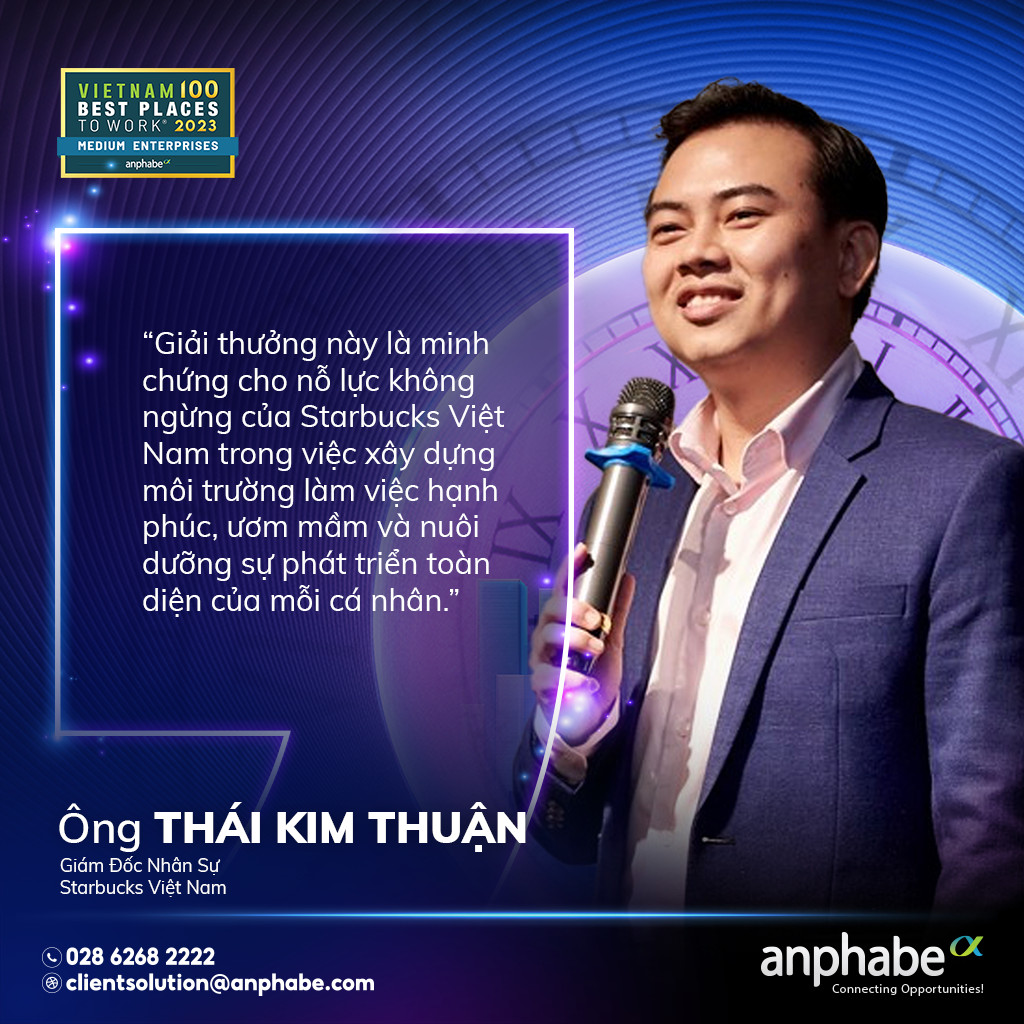 VIETNAM 100
BEST PLACES
TO WORK® 2023
MEDIUM ENTERPRISES
anphabe
“Giải thưởng này là minh
chứng cho nỗ lực không
ngừng của Starbucks Việt
Nam trong việc xây dựng
môi trường làm việc hạnh
phúc, ươm mầm và nuôi
dưỡng sự phát triển toàn
diện của mỗi cá nhân.”
IX
X
I
II
Ông THÁI KIM THUẬN
Giám Đốc Nhân Sự
Starbucks Việt Nam
028 6268 2222
clientsolution@anphabe.com
anphabe
Connecting Opportunities!